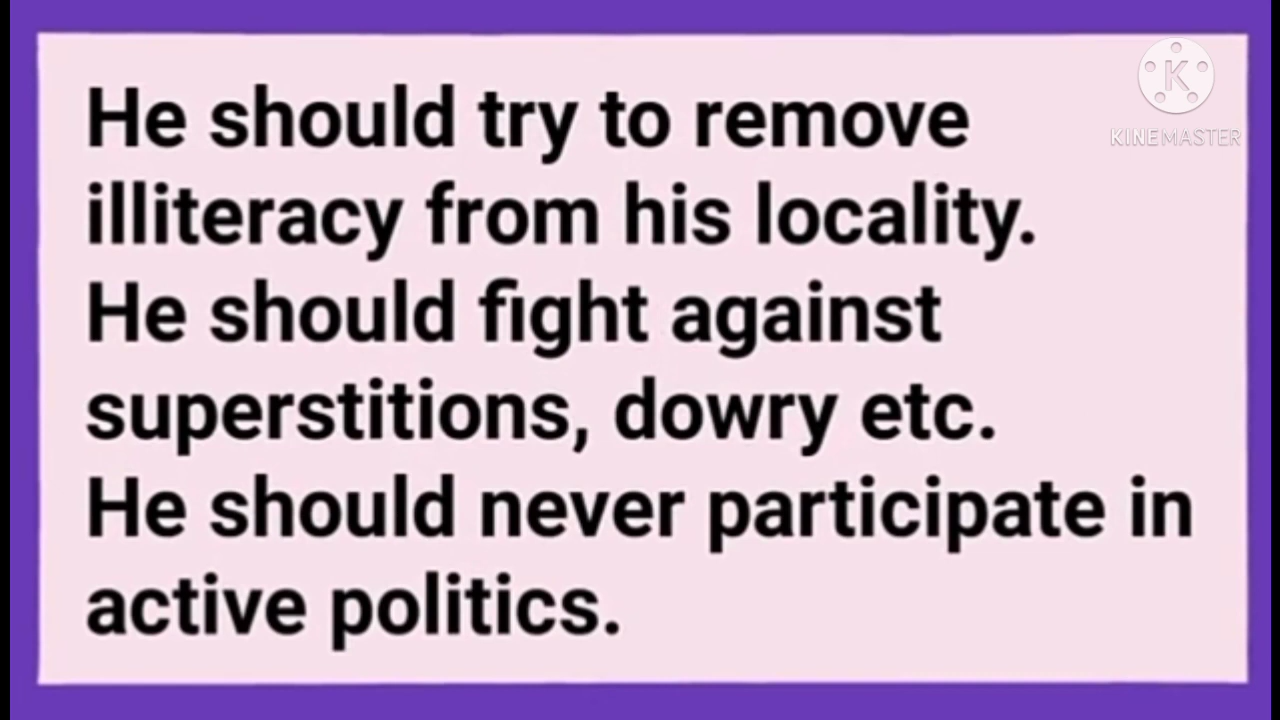 He should try to remove
illiteracy from his locality.
He should fight against
superstitions, dowry etc.
He should never participate in
active politics.
K
KINEMASTER